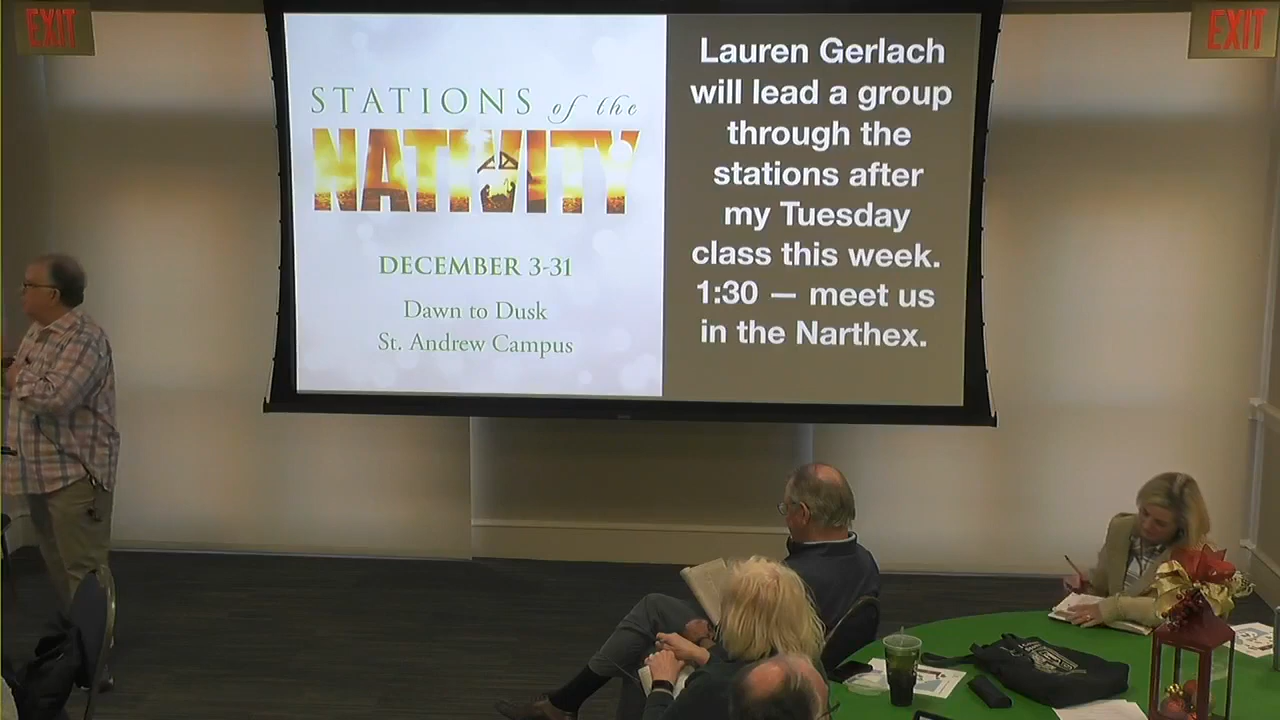 EXIT
EXIT
STATIONS of the
NATIVITY
DECEMBER 3-31
Dawn to Dusk
St. Andrew Campus
Lauren Gerlach
will lead a group
through the
stations after
my Tuesday
class this week.
1:30 — meet us
in the Narthex.